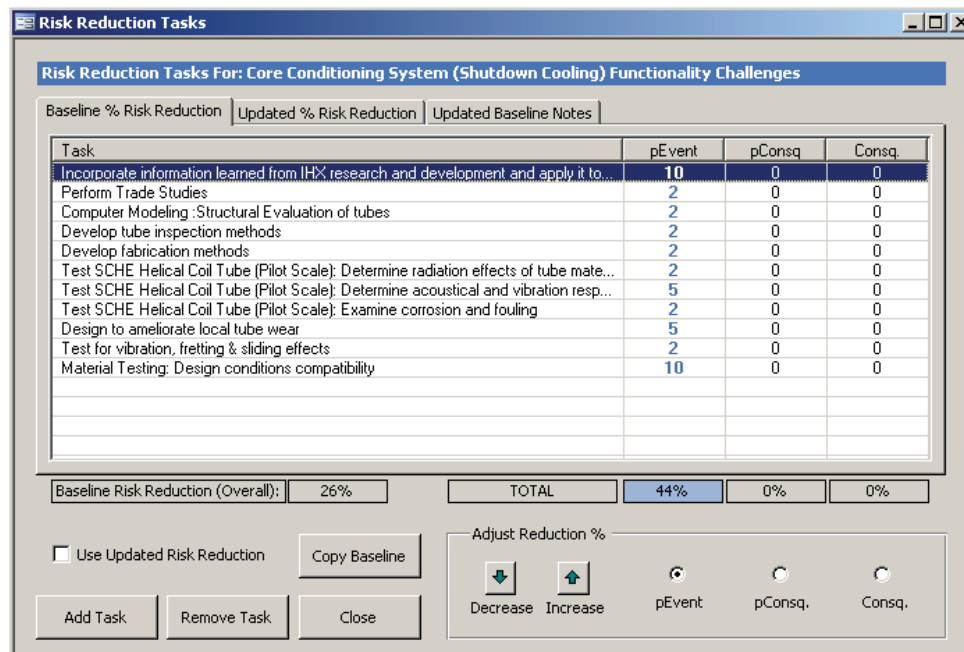 Risk Reduction Tasks
Risk Reduction Tasks For: Core Conditioning System (Shutdown Cooling) Functionality Challenges
Baseline % Risk Reduction Updated % Risk Reduction Updated Baseline Notes
Task pEvent pConsq Consq.
Incorporate information learned from IHX research and development and apply it to... 10 0 0
Perform Trade Studies 2 0 0
Computer Modeling :Structural Evaluation of tubes 2 0 0
Develop tube inspection methods 2 0 0
Develop fabrication methods 2 0 0
Test SCHE Helical Coil Tube (Pilot Scale): Determine radiation effects of tube mate... 2 0 0
Test SCHE Helical Coil Tube (Pilot Scale): Determine acoustical and vibration resp... 5 0 0
Test SCHE Helical Coil Tube (Pilot Scale): Examine corrosion and fouling 2 0 0
Design to ameliorate local tube wear 5 0 0
Test for vibration, fretting & sliding effects 2 0 0
Material Testing: Design conditions compatibility 10 0 0
Baseline Risk Reduction (Overall): 26% TOTAL 44% 0% 0%
Adjust Reduction %
Use Updated Risk Reduction Copy Baseline
Decrease Increase pEvent pConsq. Consq.
Add Task Remove Task Close